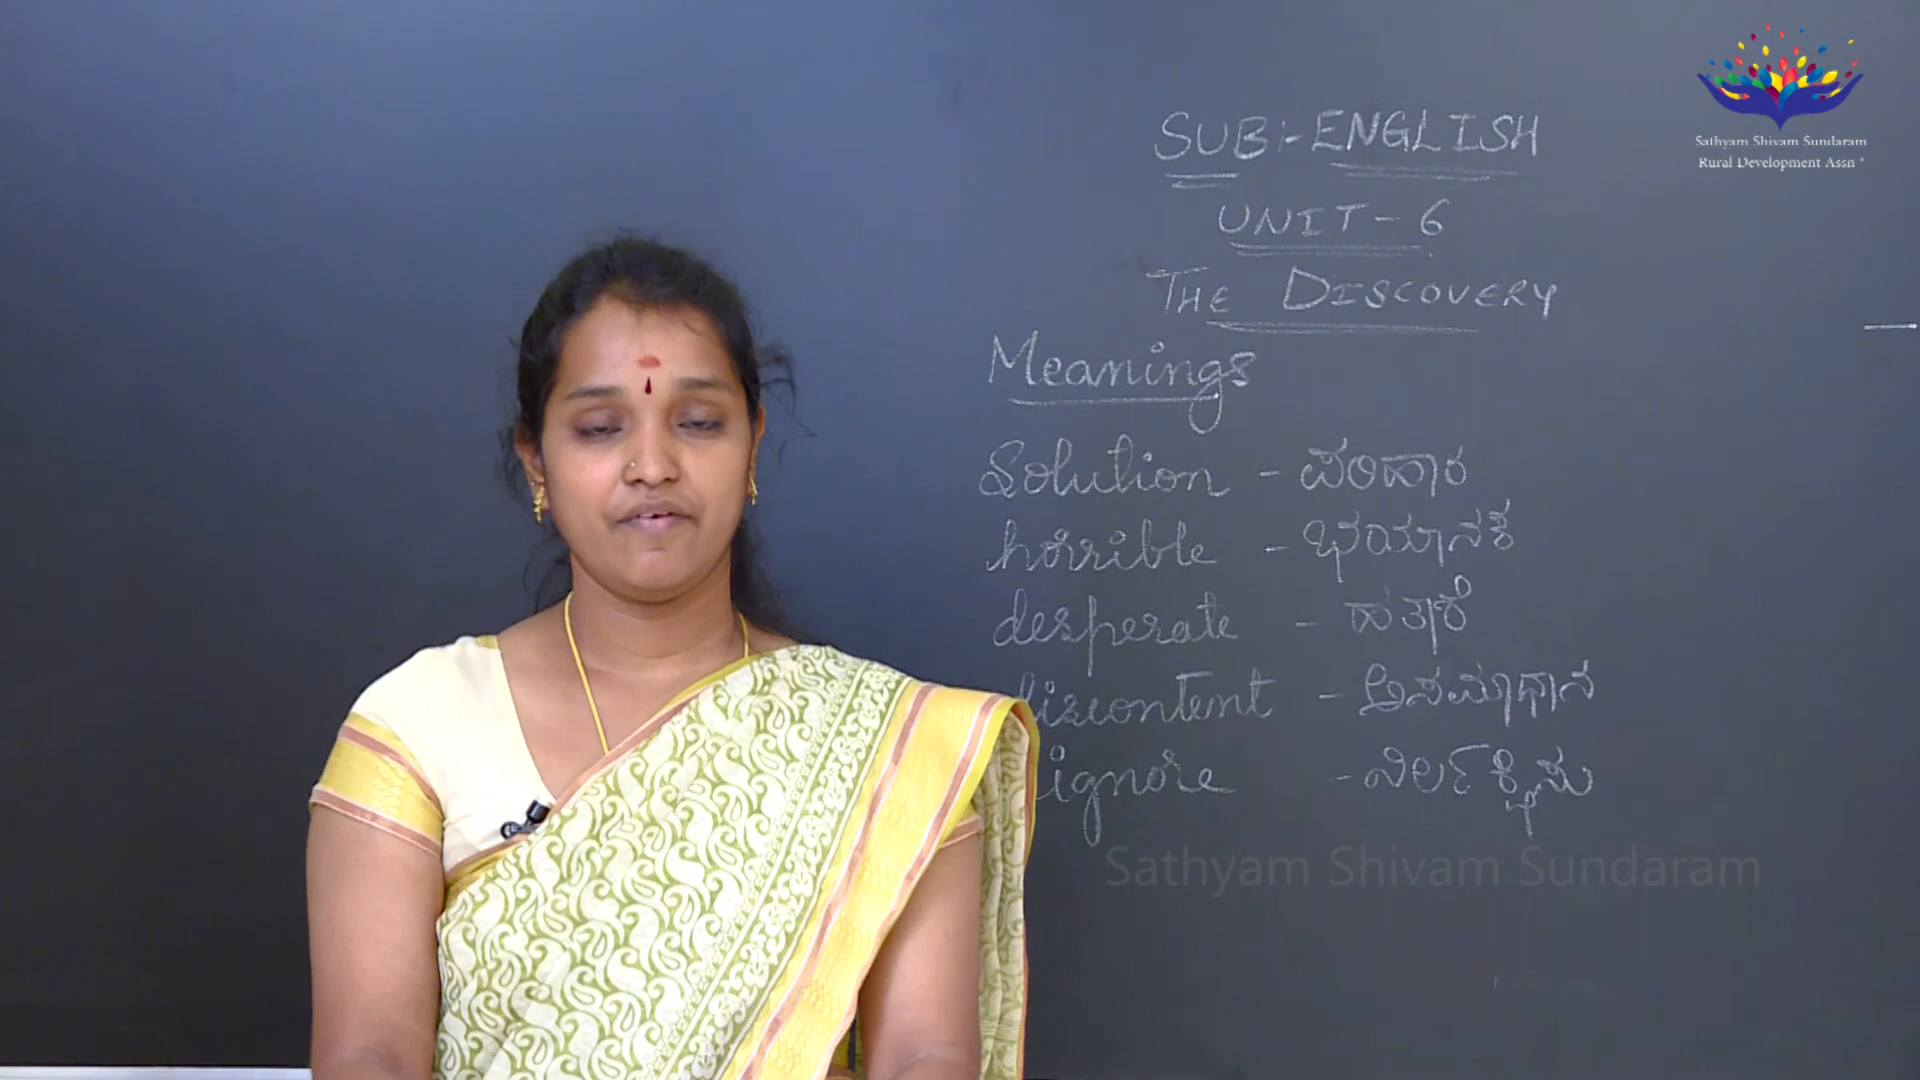 SUB:- ENGLISH
UNIT - 6
THE DISCOVERY
Meanings
Solution - ಪರಿಹಾರ
horrible - ಭಯಾನಕ
desperate - ಹತಾಶೆ
discontent - ಅಸಮಾಧಾನ
ignore - ನಿರ್ಲಕ್ಷಿಸು
Sathyam Shivam Sundaram
Rural Development Assn ®
Sathyam Shivam Sundaram